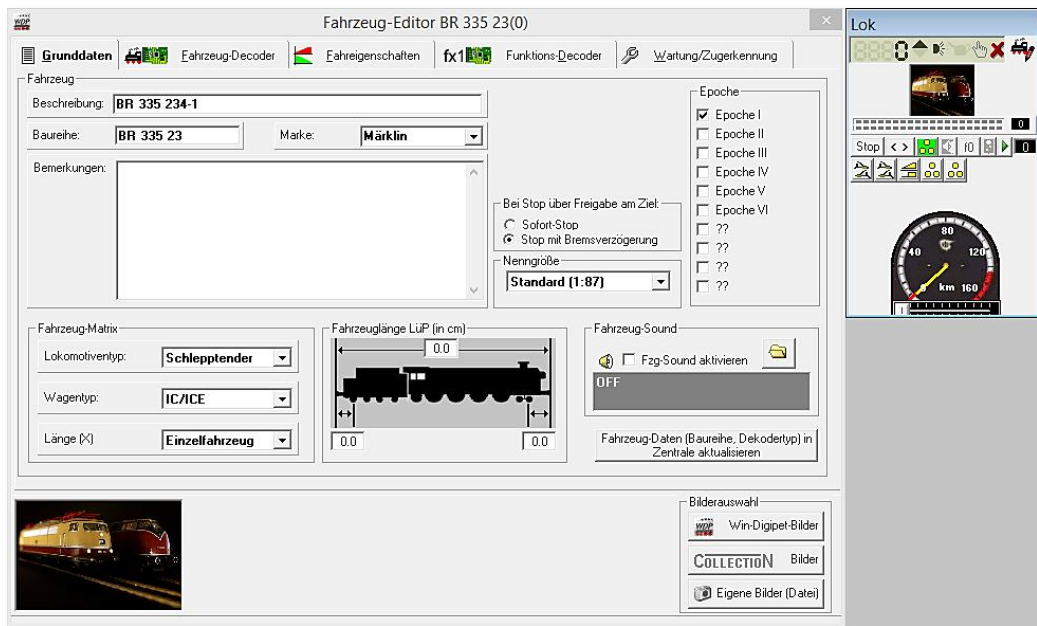 WDP
Fahrzeug-Editor BR 335 23(0)
Grunddaten
Fahrzeug-Decoder
Fahreigenschaften
fx1
Funktions-Decoder
Wartung/Zugerkennung
Fahrzeug
Beschreibung:
BR 335 234-1
Baureihe:
BR 335 23
Marke:
Märklin
Bemerkungen:
Bei Stop über Freigabe am Ziel:
Sofort-Stop
Stop mit Bremsverzögerung
Nenngröße
Standard (1:87)
Epoche
Epoche I
Epoche II
Epoche III
Epoche IV
Epoche V
Epoche VI
??
??
??
??
Fahrzeug-Matrix
Lokomotiventyp:
Schlepptender
Wagentyp:
IC/ICE
Länge (X)
Einzelfahrzeug
Fahrzeuglänge LüP (in cm)
0.0
0.0
0.0
Fahrzeug-Sound
Fzg-Sound aktivieren
OFF
Fahrzeug-Daten (Baureihe, Dekodertyp) in
Zentrale aktualisieren
Bilderauswahl
WDP
Win-Digipet-Bilder
COLLECTION Bilder
Eigene Bilder (Datei)
Lok
0
0
Stop
< >
f0
0
40
80
120
km
160